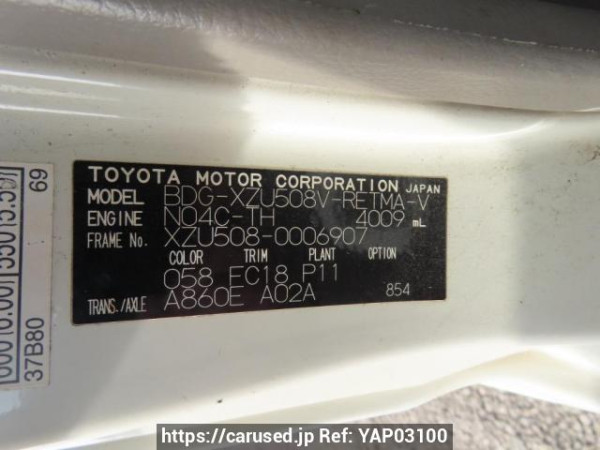 TOYOTA MOTOR CORPORATION JAPAN
MODEL BDG-XZU508V-RETMA-V
ENGINE N04C-TH 4009 mL
FRAME No. XZU508-0006907
COLOR TRIM PLANT OPTION
058 FC18 P11
TRANS./AXLE A860E A02A 854
69
37B80
https://carused.jp Ref: YAP03100